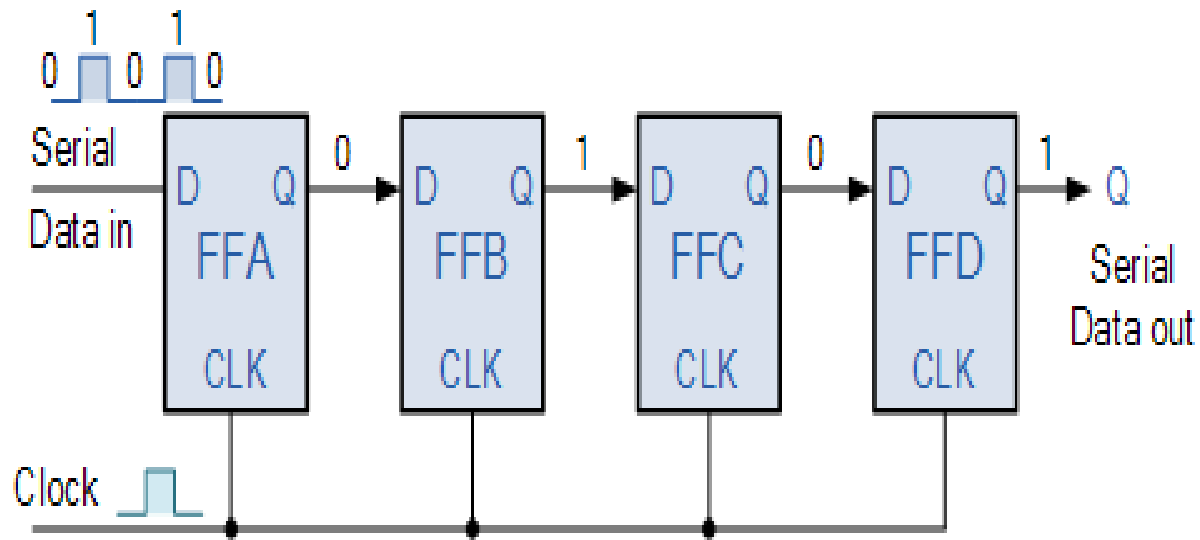 1 1
0 0 0
Serial
Data in
0 1 0 1
D Q D Q D Q D Q Q
FFA FFB FFC FFD
Serial
Data out
CLK CLK CLK CLK
Clock